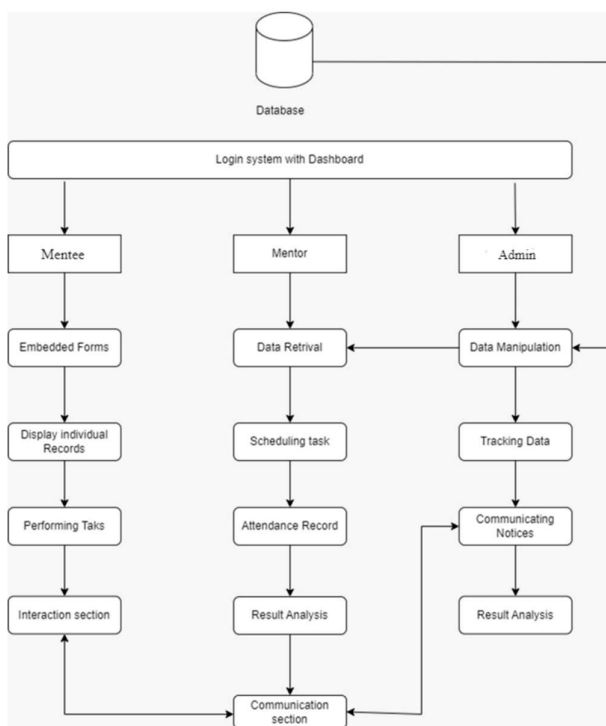 Database
Login system with Dashboard
Mentee
Mentor
Admin
Embedded Forms
Data Retrival
Data Manipulation
Display individual
Records
Scheduling task
Tracking Data
Performing Taks
Attendance Record
Communicating
Notices
Interaction section
Result Analysis
Result Analysis
Communication
section